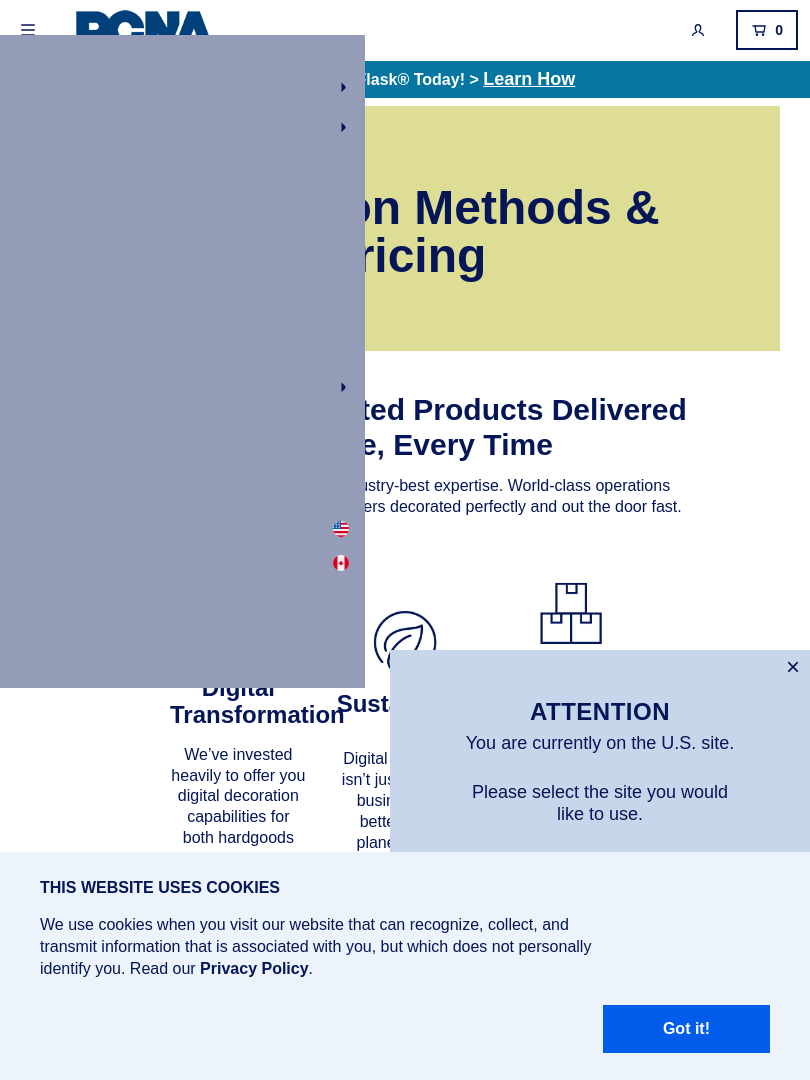 PCNA
0
Flask® Today! > Learn How
on Methods &
ricing
ted Products Delivered
e, Every Time
ustry-best expertise. World-class operations
ers decorated perfectly and out the door fast.
Digital
Transformation
We’ve invested
heavily to offer you
digital decoration
capabilities for
both hardgoods
Susta
Digital
isn’t jus
busin
bette
plane
×
ATTENTION
You are currently on the U.S. site.
Please select the site you would
like to use.
THIS WEBSITE USES COOKIES
We use cookies when you visit our website that can recognize, collect, and
transmit information that is associated with you, but which does not personally
identify you. Read our Privacy Policy.
Got it!